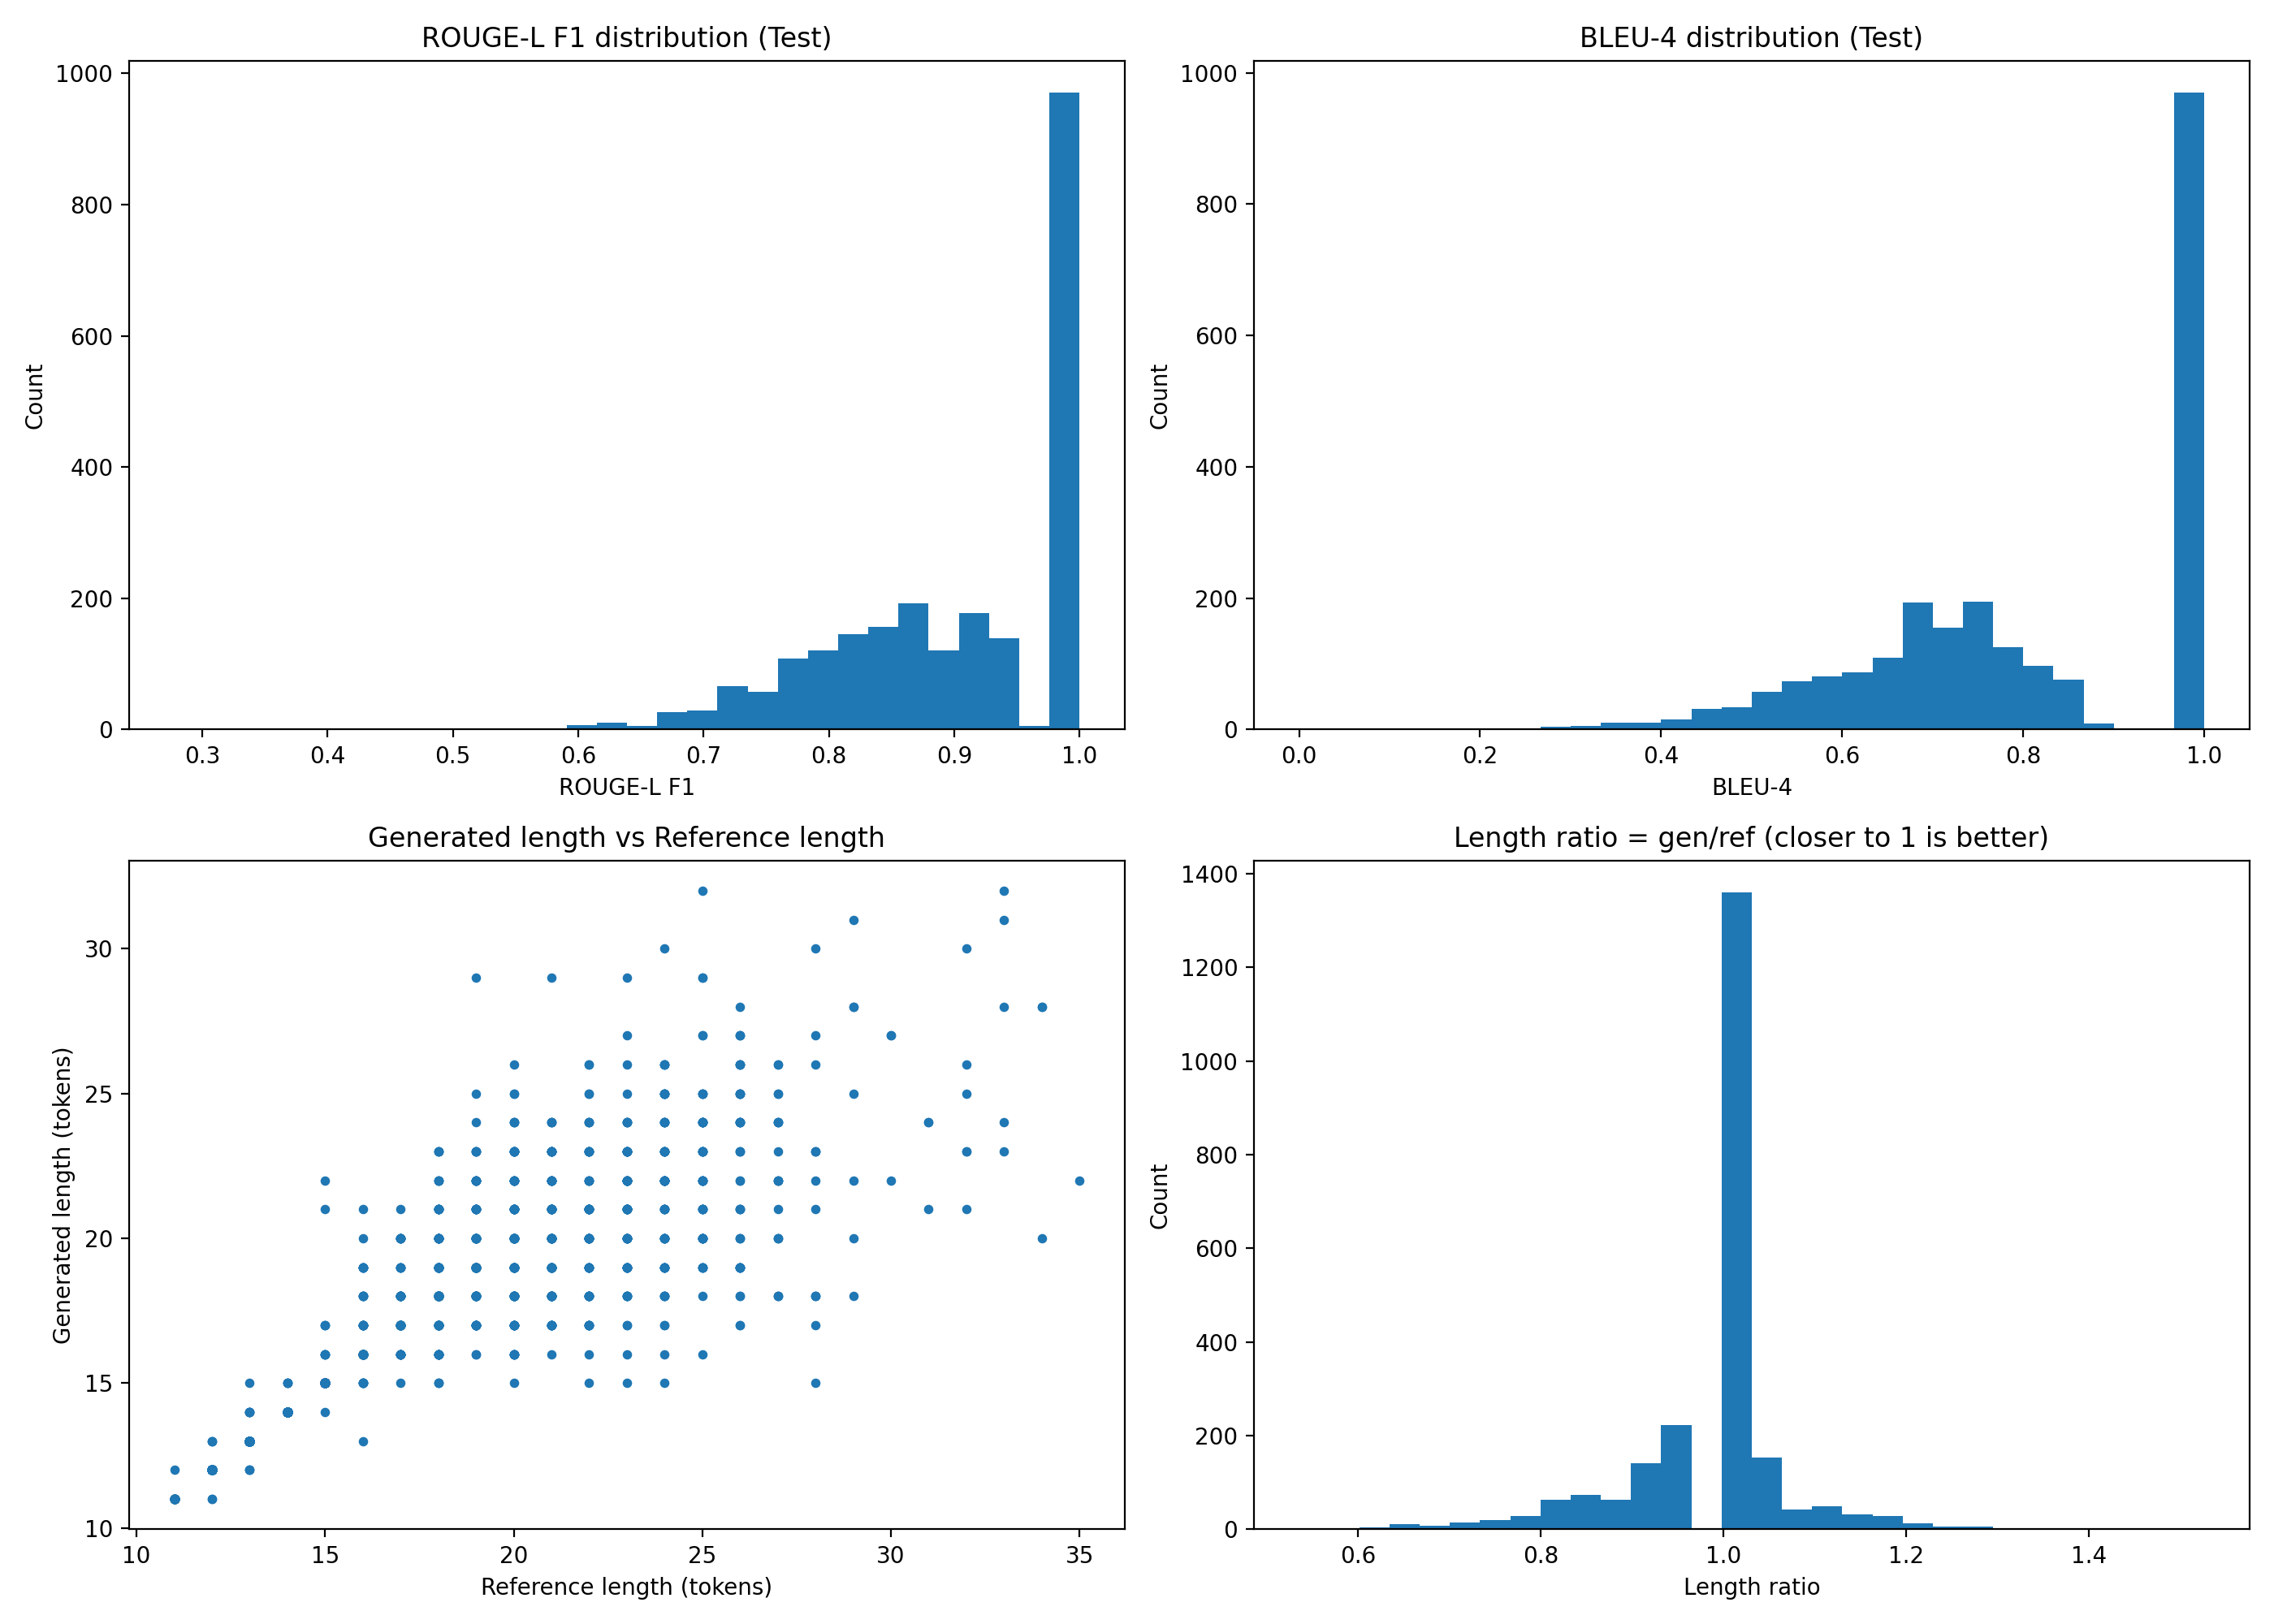 ROUGE-L F1 distribution (Test)
1000
800
600
400
200
0
Count
0.3 0.4 0.5 0.6 0.7 0.8 0.9 1.0
ROUGE-L F1
BLEU-4 distribution (Test)
1000
800
600
400
200
0
Count
0.0 0.2 0.4 0.6 0.8 1.0
BLEU-4
Generated length vs Reference length
30
25
20
15
10
Generated length (tokens)
10 15 20 25 30 35
Reference length (tokens)
Length ratio = gen/ref (closer to 1 is better)
1400
1200
1000
800
600
400
200
0
Count
0.6 0.8 1.0 1.2 1.4
Length ratio